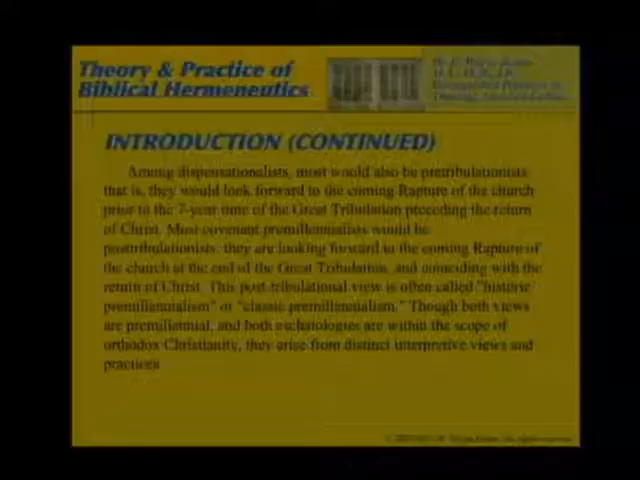 Theory & Practice of
Biblical Hermeneutics
INTRODUCTION (CONTINUED)
Among dispensationalists, most would also be pretribulationists
that is, they would look forward to the coming Rapture of the church
prior to the 7-year time of the Great Tribulation preceding the return
of Christ. Most covenant premillennialists would be
posttribulationists: they are looking forward to the coming Rapture of
the church at the end of the Great Tribulation, and coinciding with the
return of Christ. This post-tribulational view is often called "historic
premillennialism" or "classic premillennialism." Though both views
are premillennial, and both eschatologies are within the scope of
orthodox Christianity, they arise from distinct interpretive views and
practices